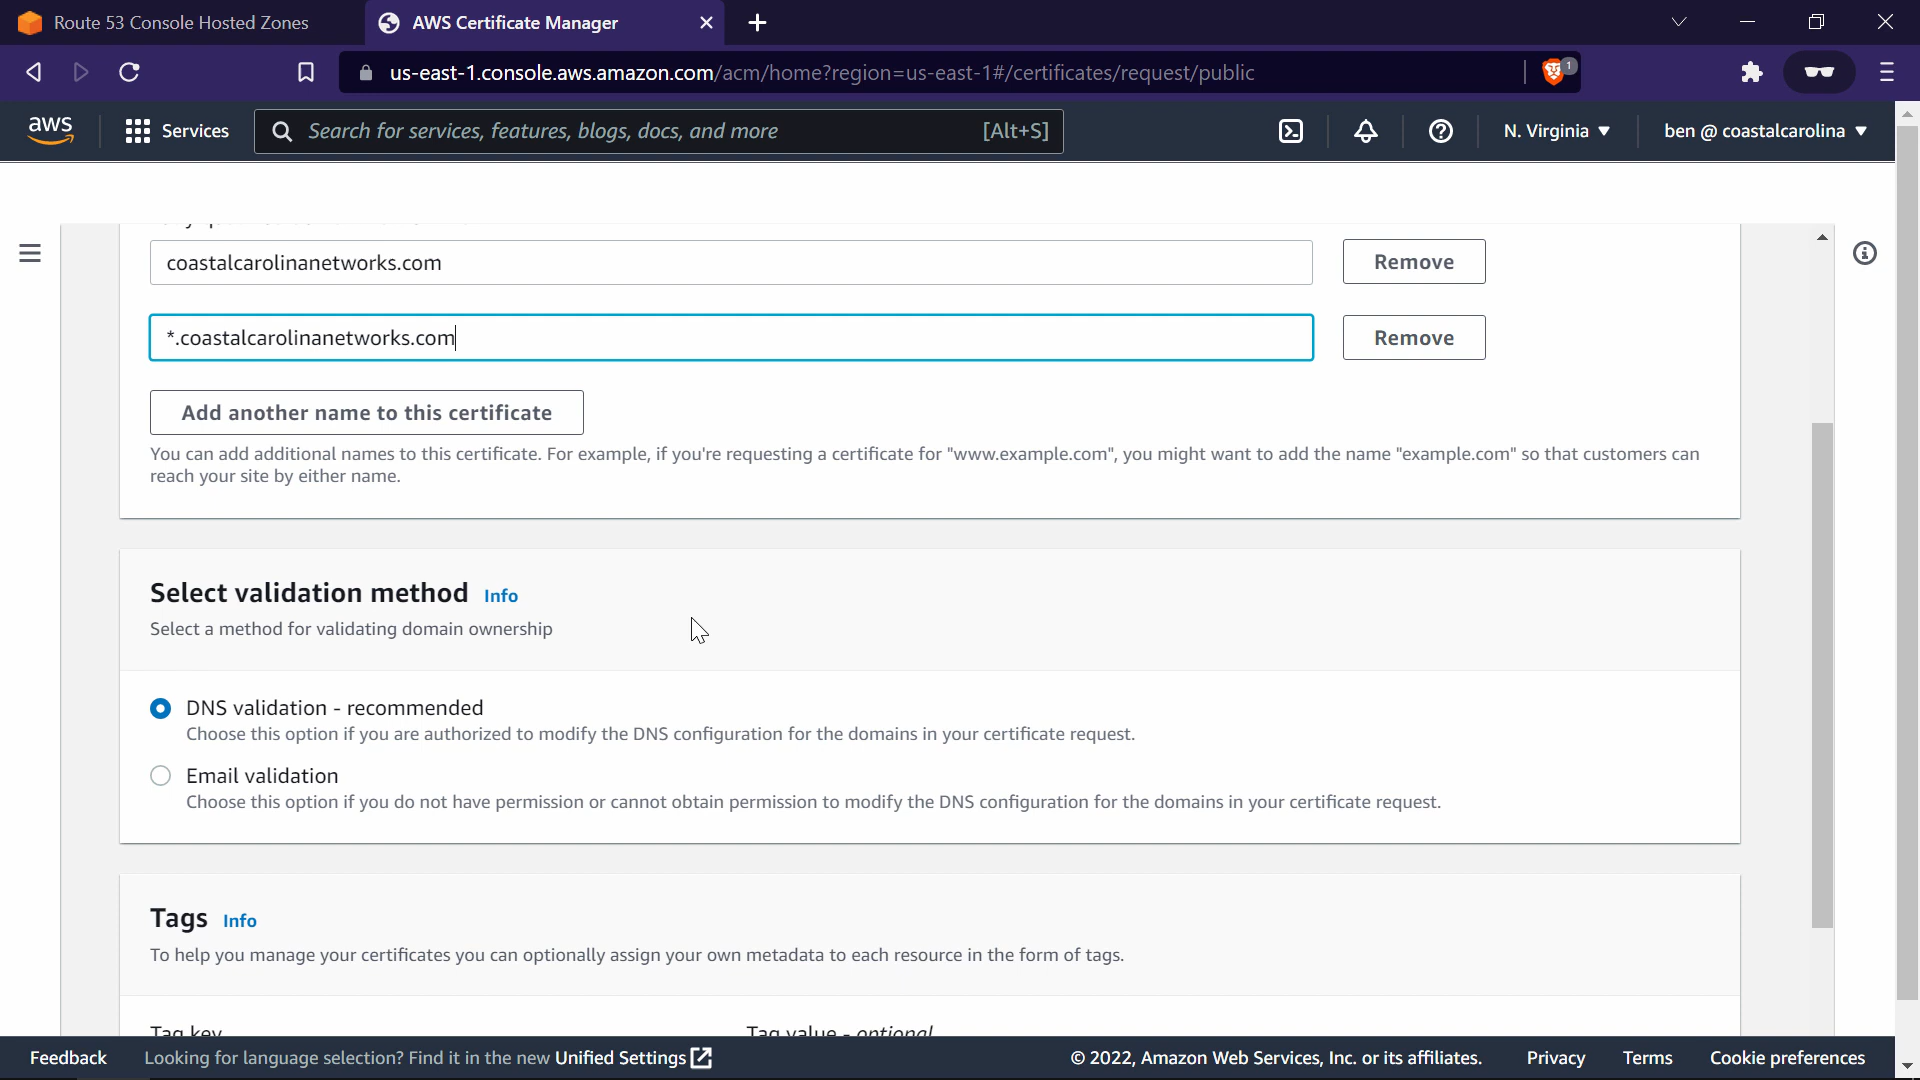 Route 53 Console Hosted Zones
AWS Certificate Manager
us-east-1.console.aws.amazon.com/acm/home?region=us-east-1#/certificates/request/public
1
aws
Services
Search for services, features, blogs, docs, and more
[Alt+S]
N. Virginia
ben @ coastalcarolina
coastalcarolinanetworks.com
Remove
*.coastalcarolinanetworks.com
Remove
Add another name to this certificate
You can add additional names to this certificate. For example, if you're requesting a certificate for "www.example.com", you might want to add the name "example.com" so that customers can
reach your site by either name.
Select validation method Info
Select a method for validating domain ownership
DNS validation - recommended
Choose this option if you are authorized to modify the DNS configuration for the domains in your certificate request.
Email validation
Choose this option if you do not have permission or cannot obtain permission to modify the DNS configuration for the domains in your certificate request.
Tags Info
To help you manage your certificates you can optionally assign your own metadata to each resource in the form of tags.
Tag key
Tag value - optional
Feedback
Looking for language selection? Find it in the new Unified Settings
© 2022, Amazon Web Services, Inc. or its affiliates.
Privacy
Terms
Cookie preferences